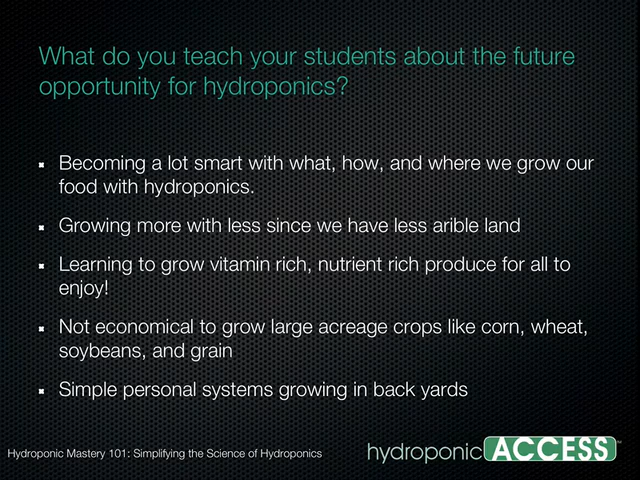 What do you teach your students about the future
opportunity for hydroponics?
Becoming a lot smart with what, how, and where we grow our
food with hydroponics.
Growing more with less since we have less arible land
Learning to grow vitamin rich, nutrient rich produce for all to
enjoy!
Not economical to grow large acreage crops like corn, wheat,
soybeans, and grain
Simple personal systems growing in back yards
Hydroponic Mastery 101: Simplifying the Science of Hydroponics
hydroponic ACCESS™